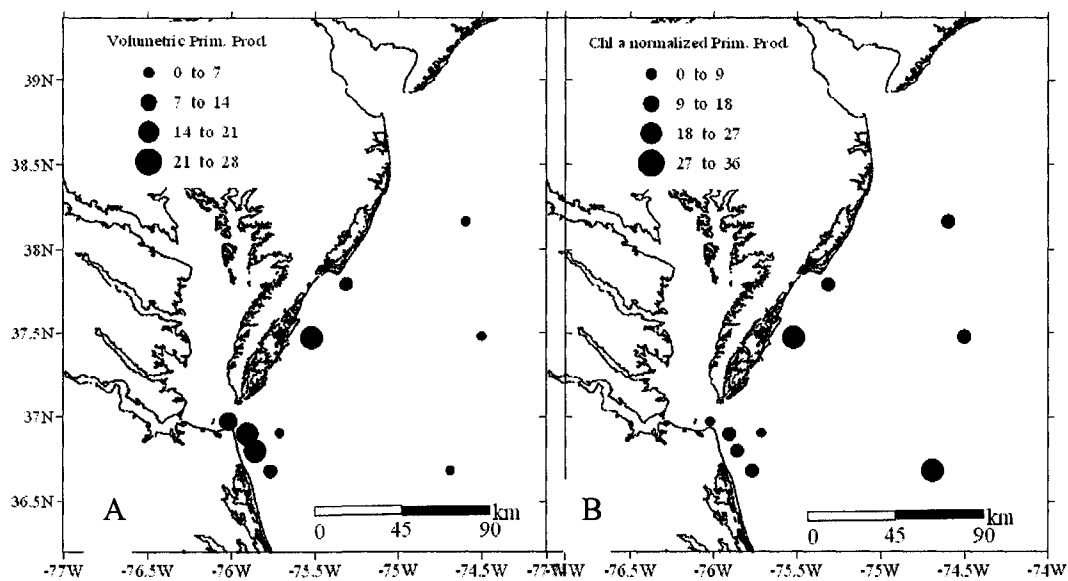 Volumetric Prim. Prod.
0 to 7
7 to 14
14 to 21
21 to 28
Chl a normalized Prim. Prod.
0 to 9
9 to 18
18 to 27
27 to 36
39N
38.5N
38N
37.5N
37N
36.5N
A
0 45 90 km
B
0 45 90 km
-77W -76.5W -76W -75.5W -75W -74.5W
-76.5W -76W -75.5W -75W -74.5W -74W